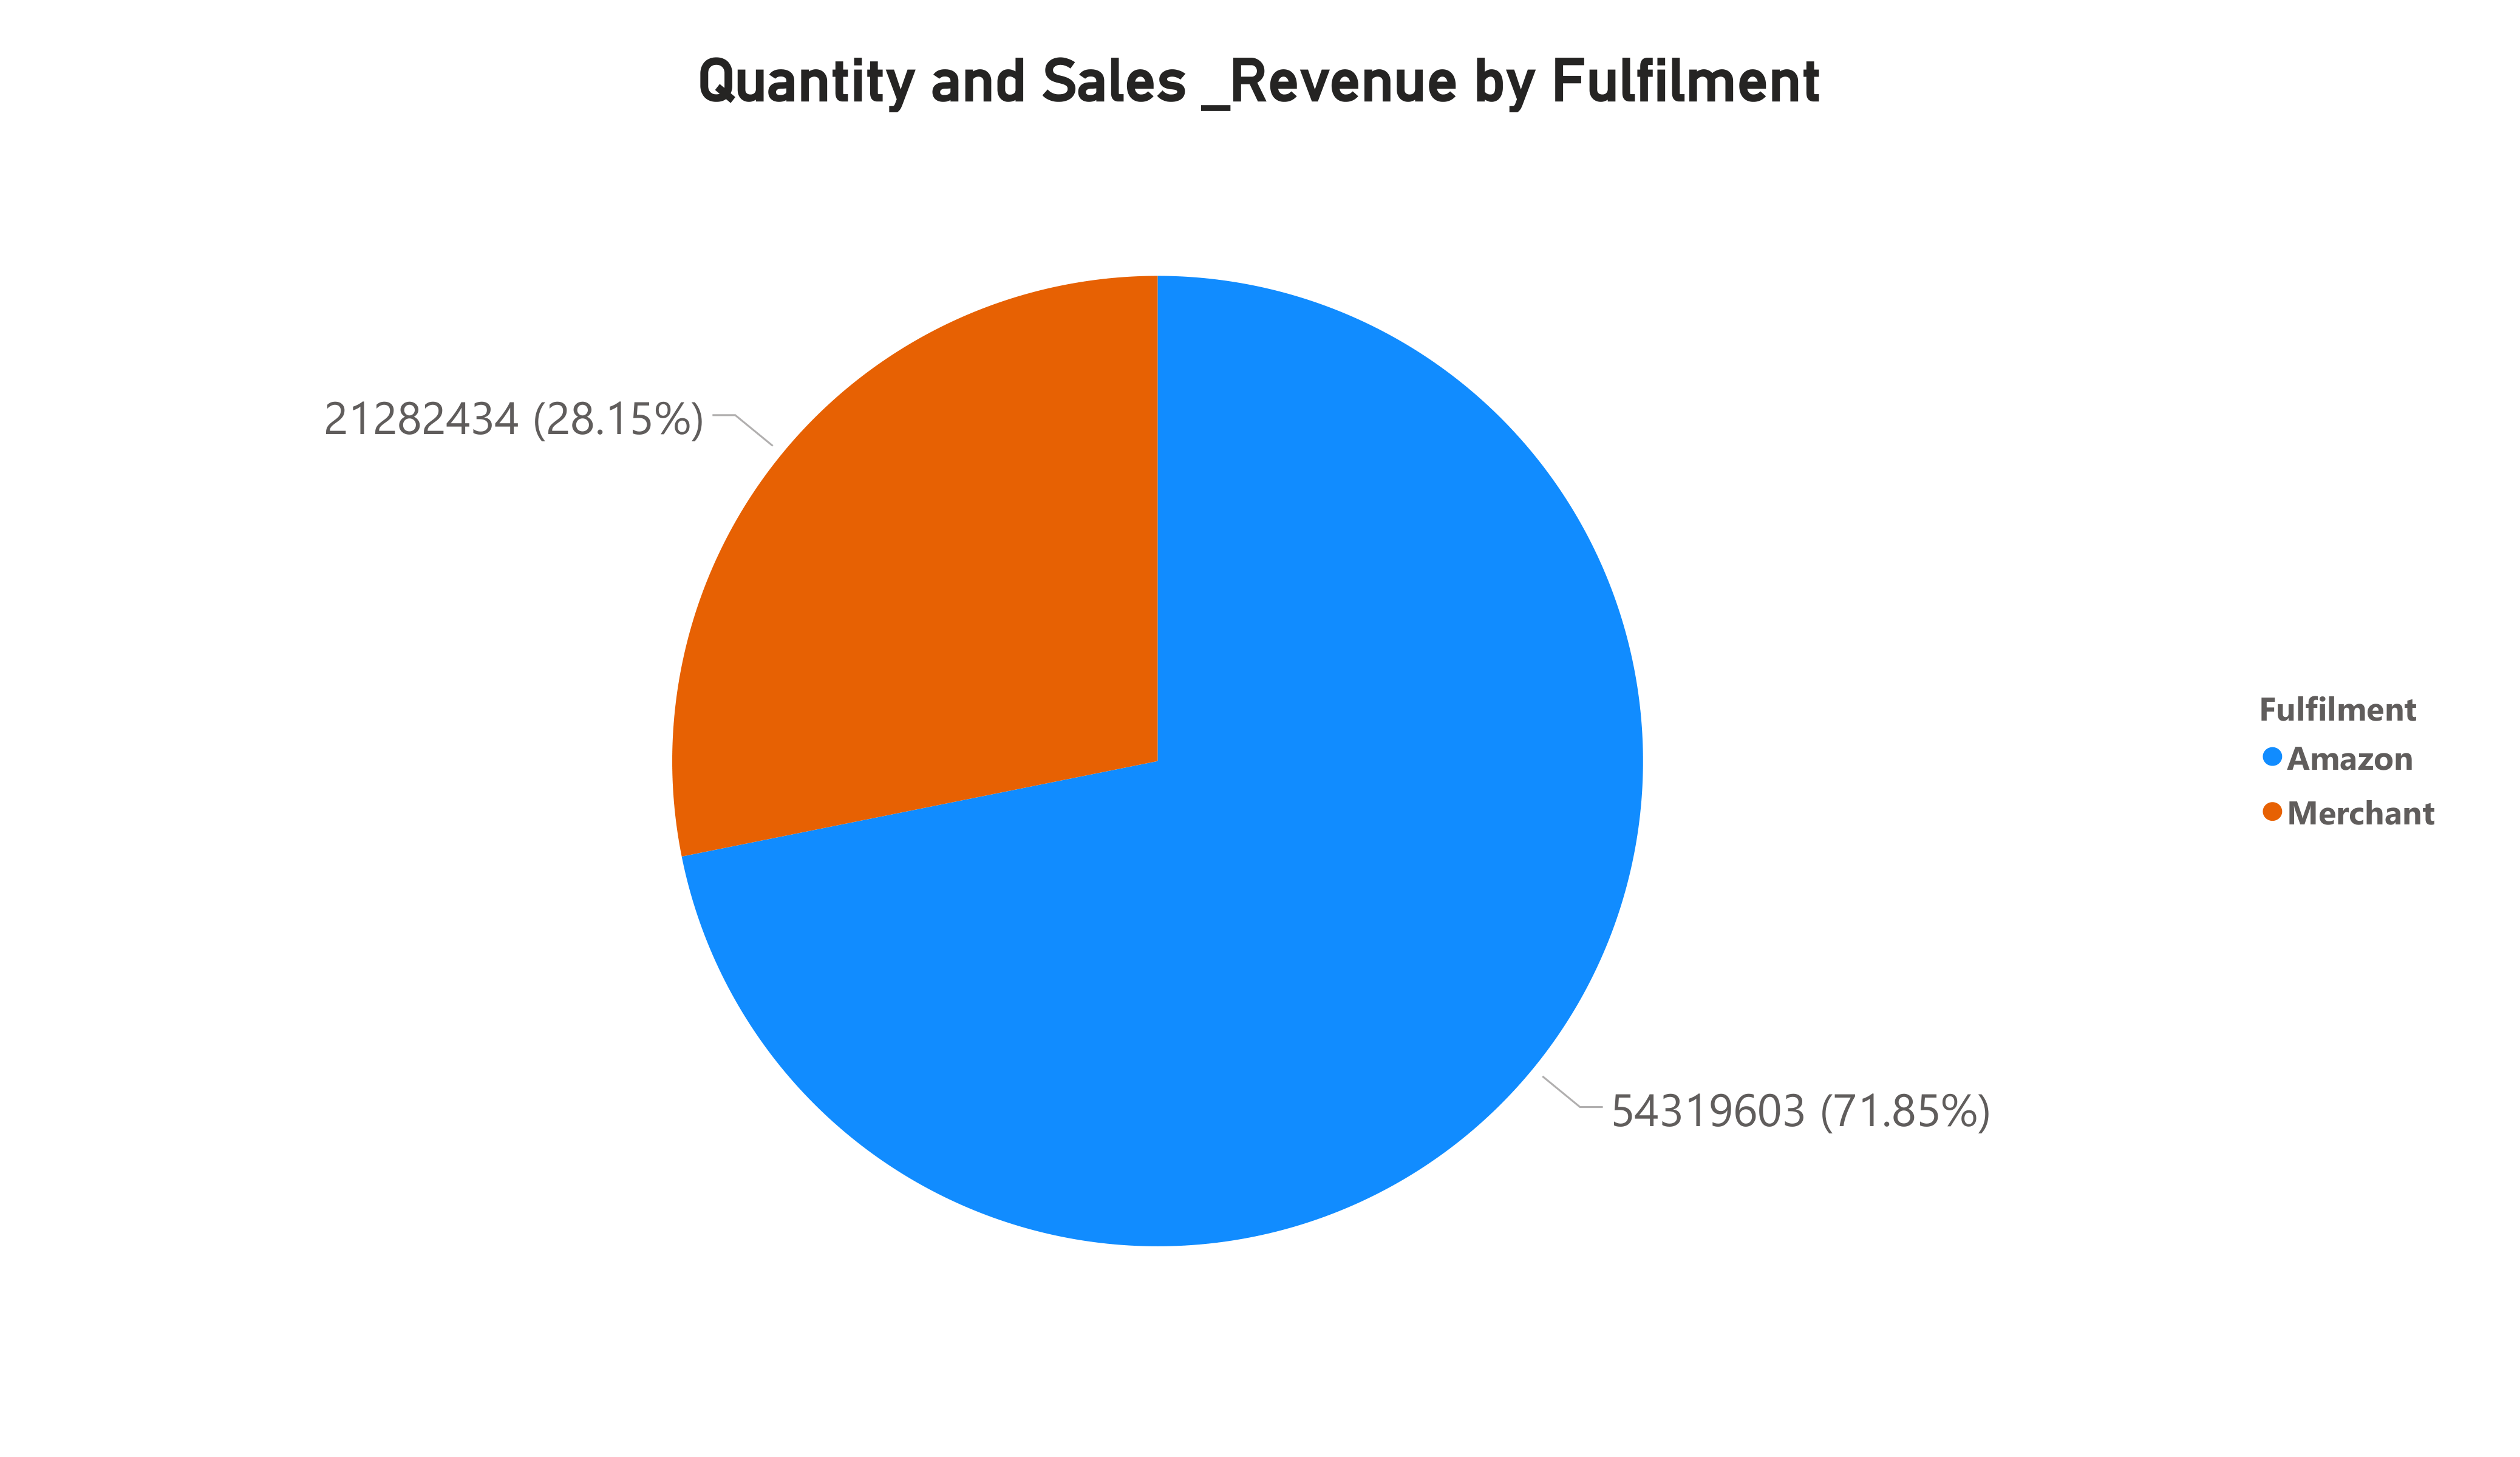 Quantity and Sales _Revenue by Fulfilment
21282434 (28.15%)
Fulfilment
Amazon
Merchant
54319603 (71.85%)